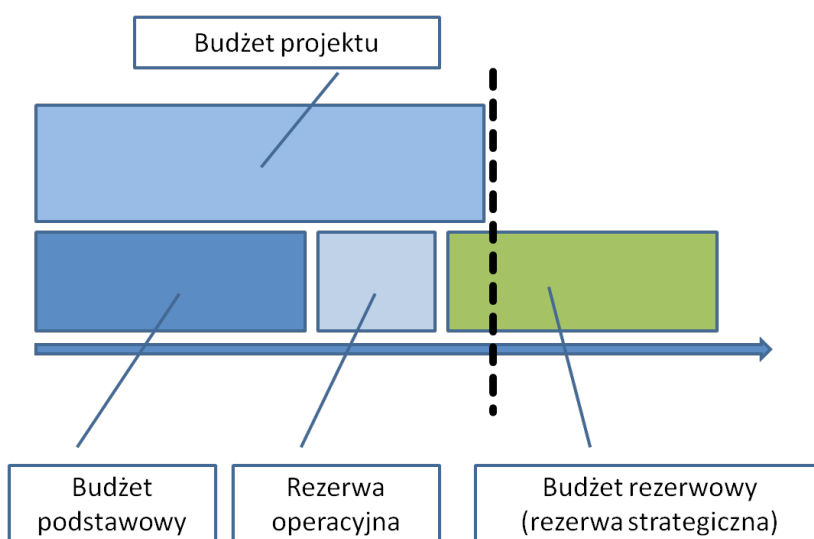 Budżet projektu
Budżet
podstawowy
Rezerwa
operacyjna
Budżet rezerwowy
(rezerwa strategiczna)